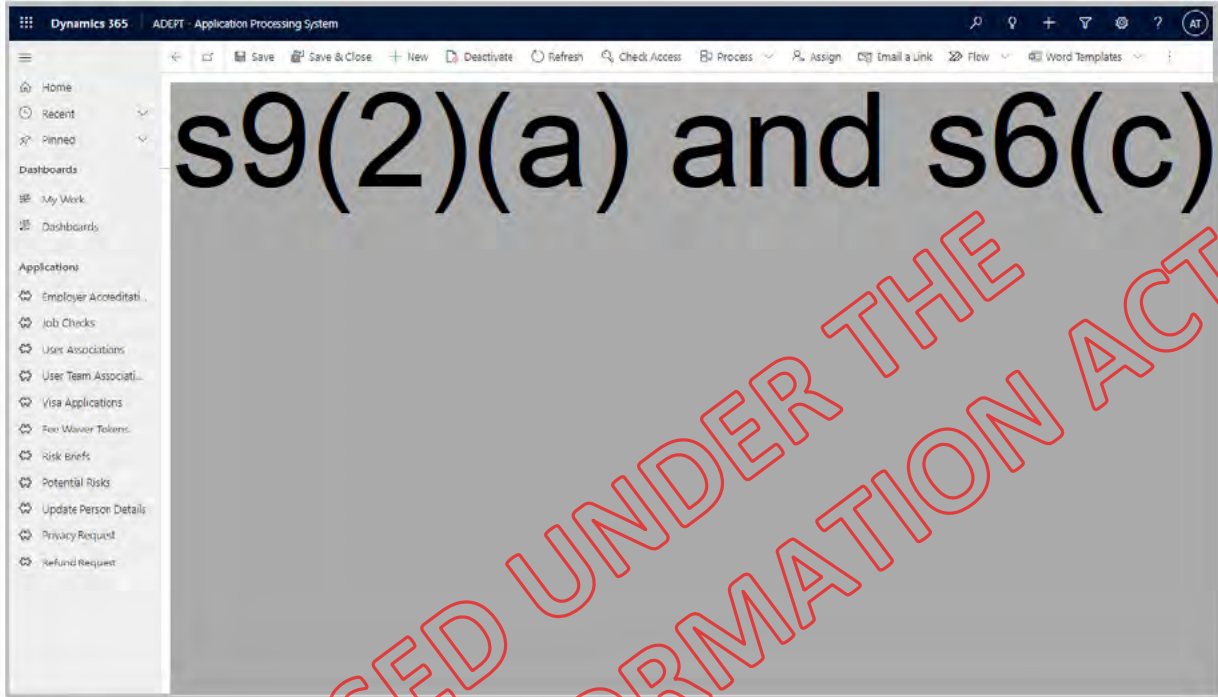 Dynamics 365 ADEPT - Application Processing System ? AT
Save Save & Close + New Deactivate Refresh Check Access Process Assign Email a Link Flow Word Templates
Home
Recent
Pinned
Dashboards
My Work
Dashboards
Applications
Employer Accreditati...
Job Checks
User Associations
User Team Associati...
Visa Applications
Fee Waiver Tokens
Risk Briefs
Potential Risks
Update Person Details
Privacy Request
Refund Request
s9(2)(a) and s6(c)
SED UNDER THE
ORMATION ACT